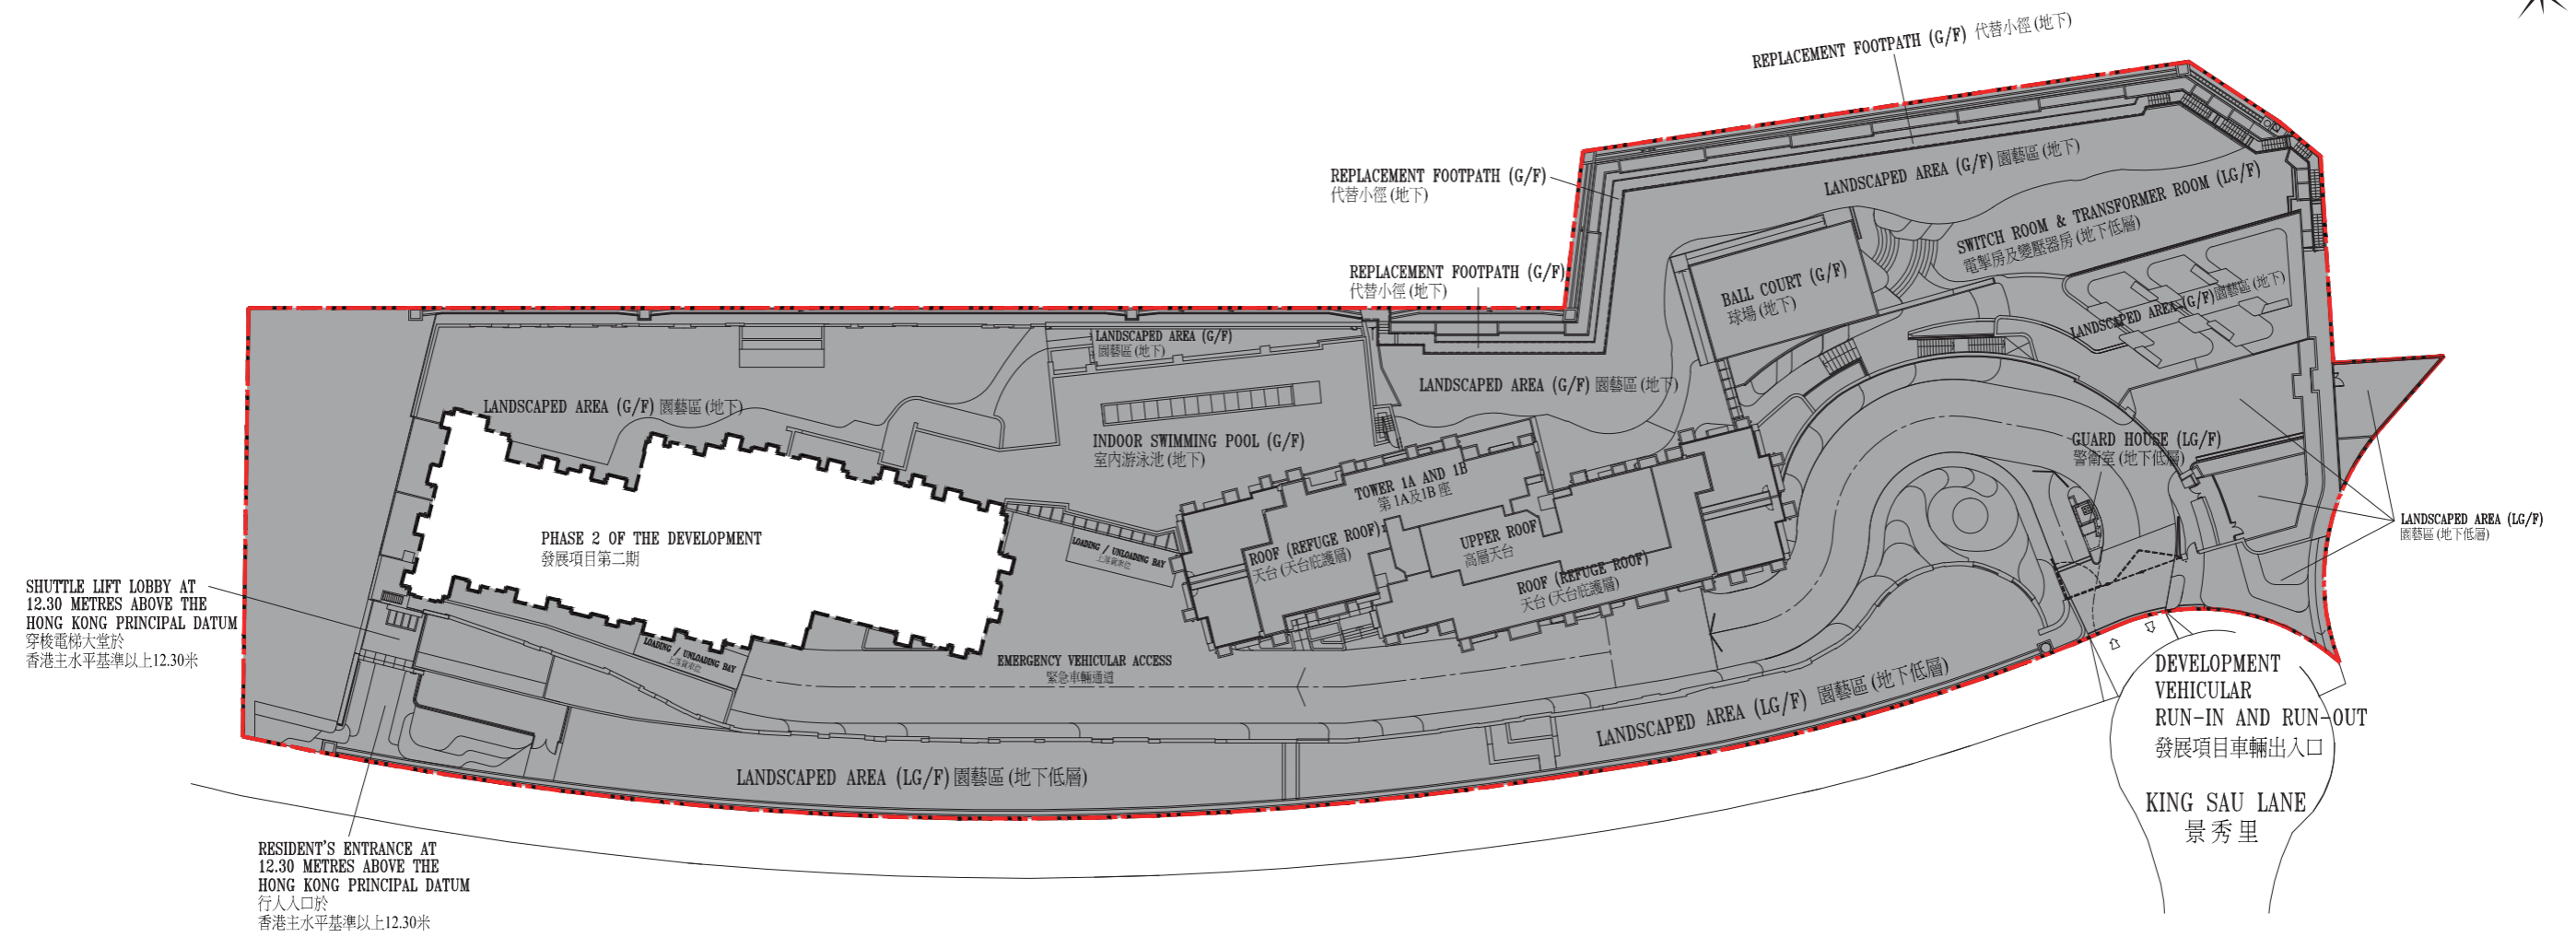 REPLACEMENT FOOTPATH (G/F) 代替小徑 (地下)
REPLACEMENT FOOTPATH (G/F)
代替小徑 (地下)
LANDSCAPED AREA (G/F) 園藝區 (地下)
SWITCH ROOM & TRANSFORMER ROOM (LG/F)
電掣房及變壓器房 (地下低層)
REPLACEMENT FOOTPATH (G/F)
代替小徑 (地下)
BALL COURT (G/F)
球場 (地下)
LANDSCAPED AREA (G/F) 園藝區 (地下)
LANDSCAPED AREA (G/F)
園藝區 (地下)
LANDSCAPED AREA (G/F) 園藝區 (地下)
LANDSCAPED AREA (G/F) 園藝區 (地下)
INDOOR SWIMMING POOL (G/F)
室內游泳池 (地下)
GUARD HOUSE (LG/F)
警衛室 (地下低層)
TOWER 1A AND 1B
第1A及1B座
LANDSCAPED AREA (LG/F)
園藝區 (地下低層)
PHASE 2 OF THE DEVELOPMENT
發展項目第二期
LOADING / UNLOADING BAY
上落貨車位
ROOF (REFUGE ROOF)
天台 (天台庇護層)
UPPER ROOF
高層天台
ROOF (REFUGE ROOF)
天台 (天台庇護層)
SHUTTLE LIFT LOBBY AT
12.30 METRES ABOVE THE
HONG KONG PRINCIPAL DATUM
穿梭電梯大堂於
香港主水平基準以上12.30米
LOADING / UNLOADING BAY
上落貨車位
EMERGENCY VEHICULAR ACCESS
緊急車輛通道
DEVELOPMENT
VEHICULAR
RUN-IN AND RUN-OUT
發展項目車輛出入口
LANDSCAPED AREA (LG/F) 園藝區 (地下低層)
LANDSCAPED AREA (LG/F) 園藝區 (地下低層)
KING SAU LANE
景秀里
RESIDENT'S ENTRANCE AT
12.30 METRES ABOVE THE
HONG KONG PRINCIPAL DATUM
行人入口於
香港主水平基準以上12.30米